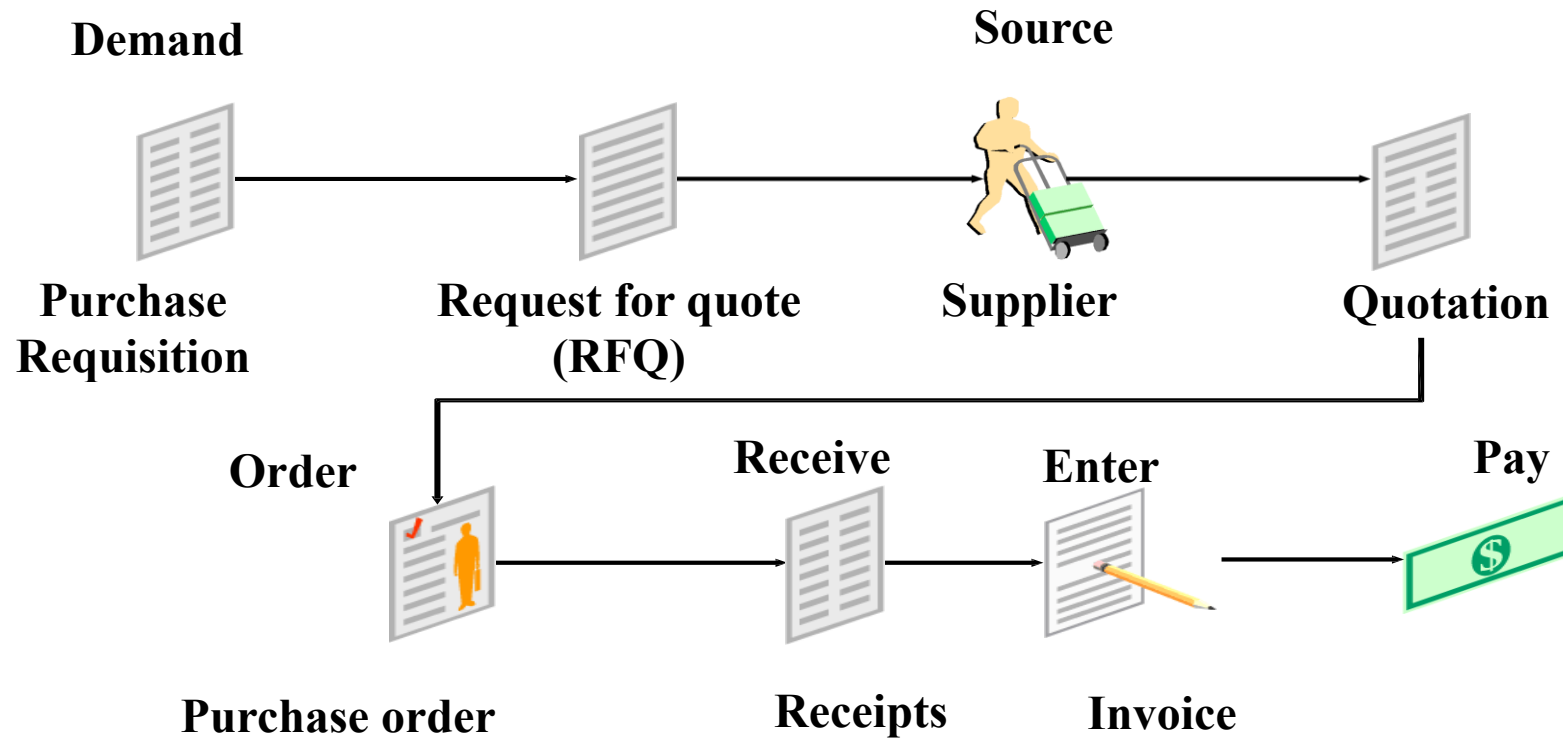 Demand
Source
Purchase
Requisition
Request for quote
(RFQ)
Supplier
Quotation
Order
Receive
Enter
Pay
$
Purchase order
Receipts
Invoice